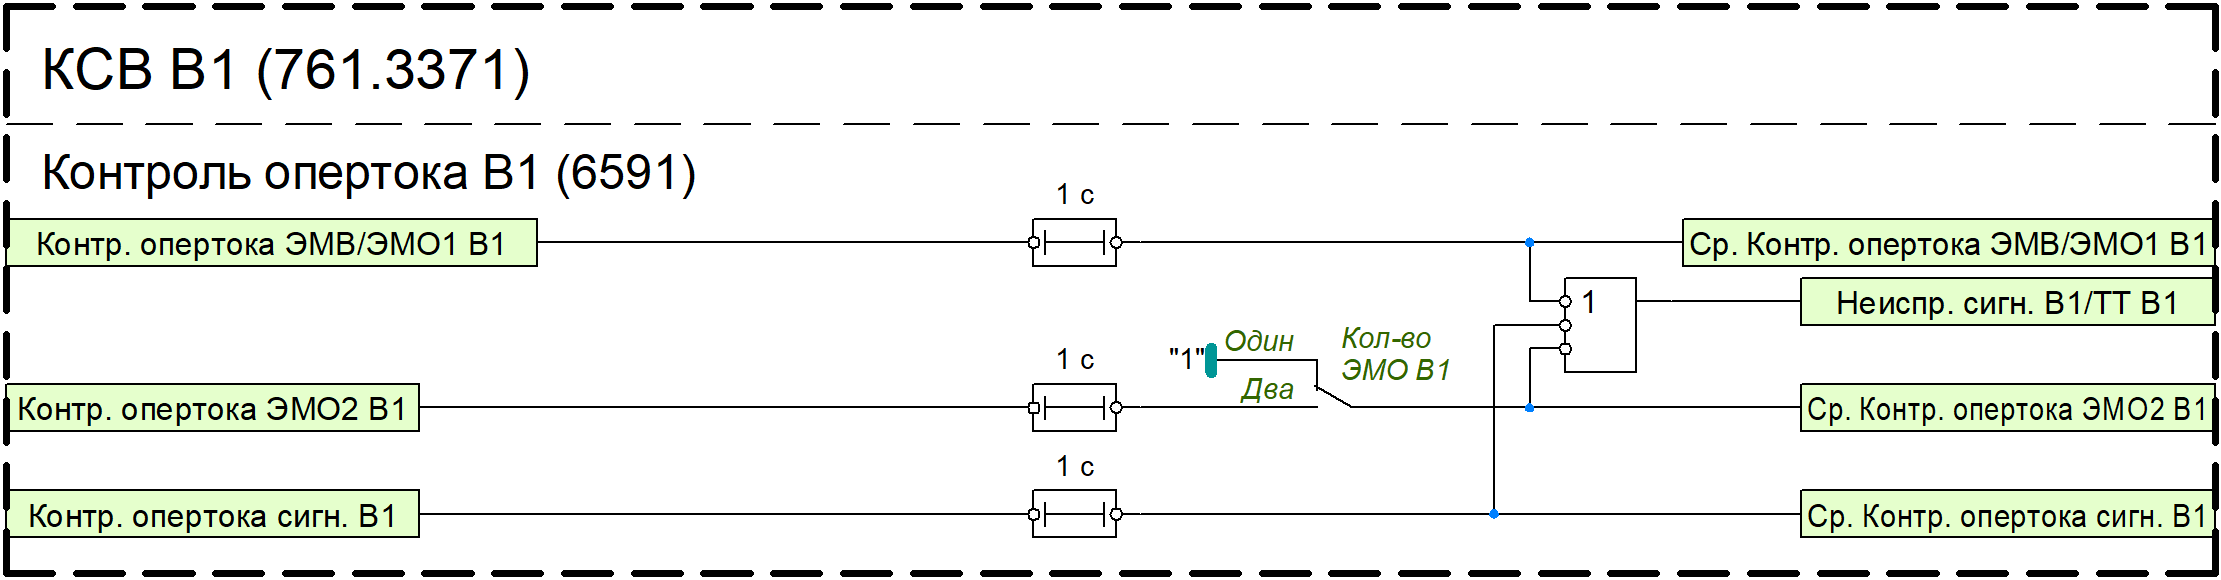 КСВ В1 (761.3371)
Контроль опертока В1 (6591)
1 с
Контр. опертока ЭМВ/ЭМО1 В1
Ср. Контр. опертока ЭМВ/ЭМО1 В1
1
Неиспр. сигн. В1/ТТ В1
"1"
Один
Два
Кол-во
ЭМО В1
1 с
Контр. опертока ЭМО2 В1
Ср. Контр. опертока ЭМО2 В1
1 с
Контр. опертока сигн. В1
Ср. Контр. опертока сигн. В1